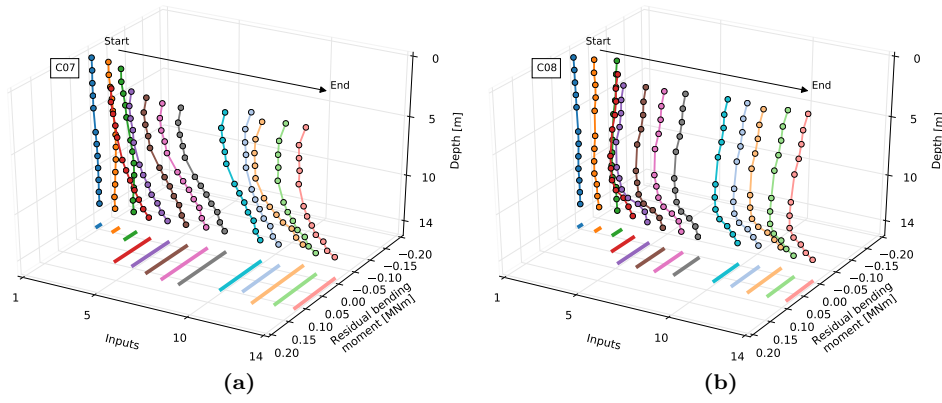 Start
C07
End
0
5
10
14
Depth [m]
−0.20
−0.15
−0.10
−0.05
0.00
0.05
0.10
0.15
0.20
Residual bending
moment [MNm]
1
5
10
14
Inputs
(a)
Start
C08
End
0
5
10
14
Depth [m]
−0.20
−0.15
−0.10
−0.05
0.00
0.05
0.10
0.15
0.20
Residual bending
moment [MNm]
1
5
10
14
Inputs
(b)